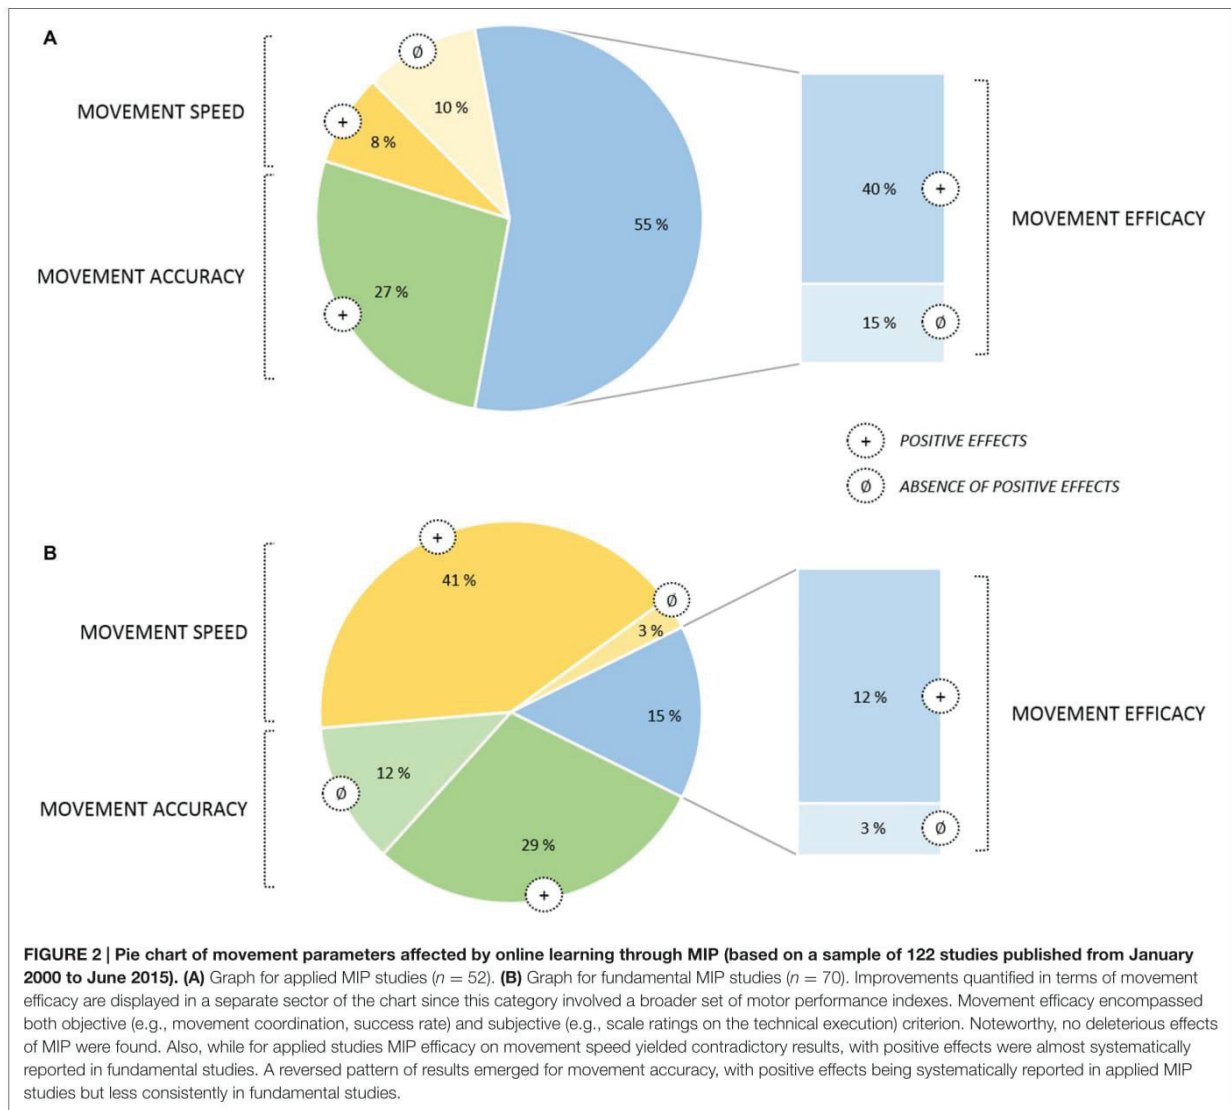 A
MOVEMENT SPEED
Ø
10 %
+
8 %
MOVEMENT ACCURACY
27 %
+
55 %
40 %
+
15 %
Ø
MOVEMENT EFFICACY
+ POSITIVE EFFECTS
Ø ABSENCE OF POSITIVE EFFECTS
B
MOVEMENT SPEED
+
41 %
Ø
3 %
15 %
MOVEMENT ACCURACY
12 %
Ø
29 %
+
12 %
+
3 %
Ø
MOVEMENT EFFICACY
FIGURE 2 | Pie chart of movement parameters affected by online learning through MIP (based on a sample of 122 studies published from January
2000 to June 2015). (A) Graph for applied MIP studies (n = 52). (B) Graph for fundamental MIP studies (n = 70). Improvements quantified in terms of movement
efficacy are displayed in a separate sector of the chart since this category involved a broader set of motor performance indexes. Movement efficacy encompassed
both objective (e.g., movement coordination, success rate) and subjective (e.g., scale ratings on the technical execution) criterion. Noteworthy, no deleterious effects
of MIP were found. Also, while for applied studies MIP efficacy on movement speed yielded contradictory results, with positive effects were almost systematically
reported in fundamental studies. A reversed pattern of results emerged for movement accuracy, with positive effects being systematically reported in applied MIP
studies but less consistently in fundamental studies.